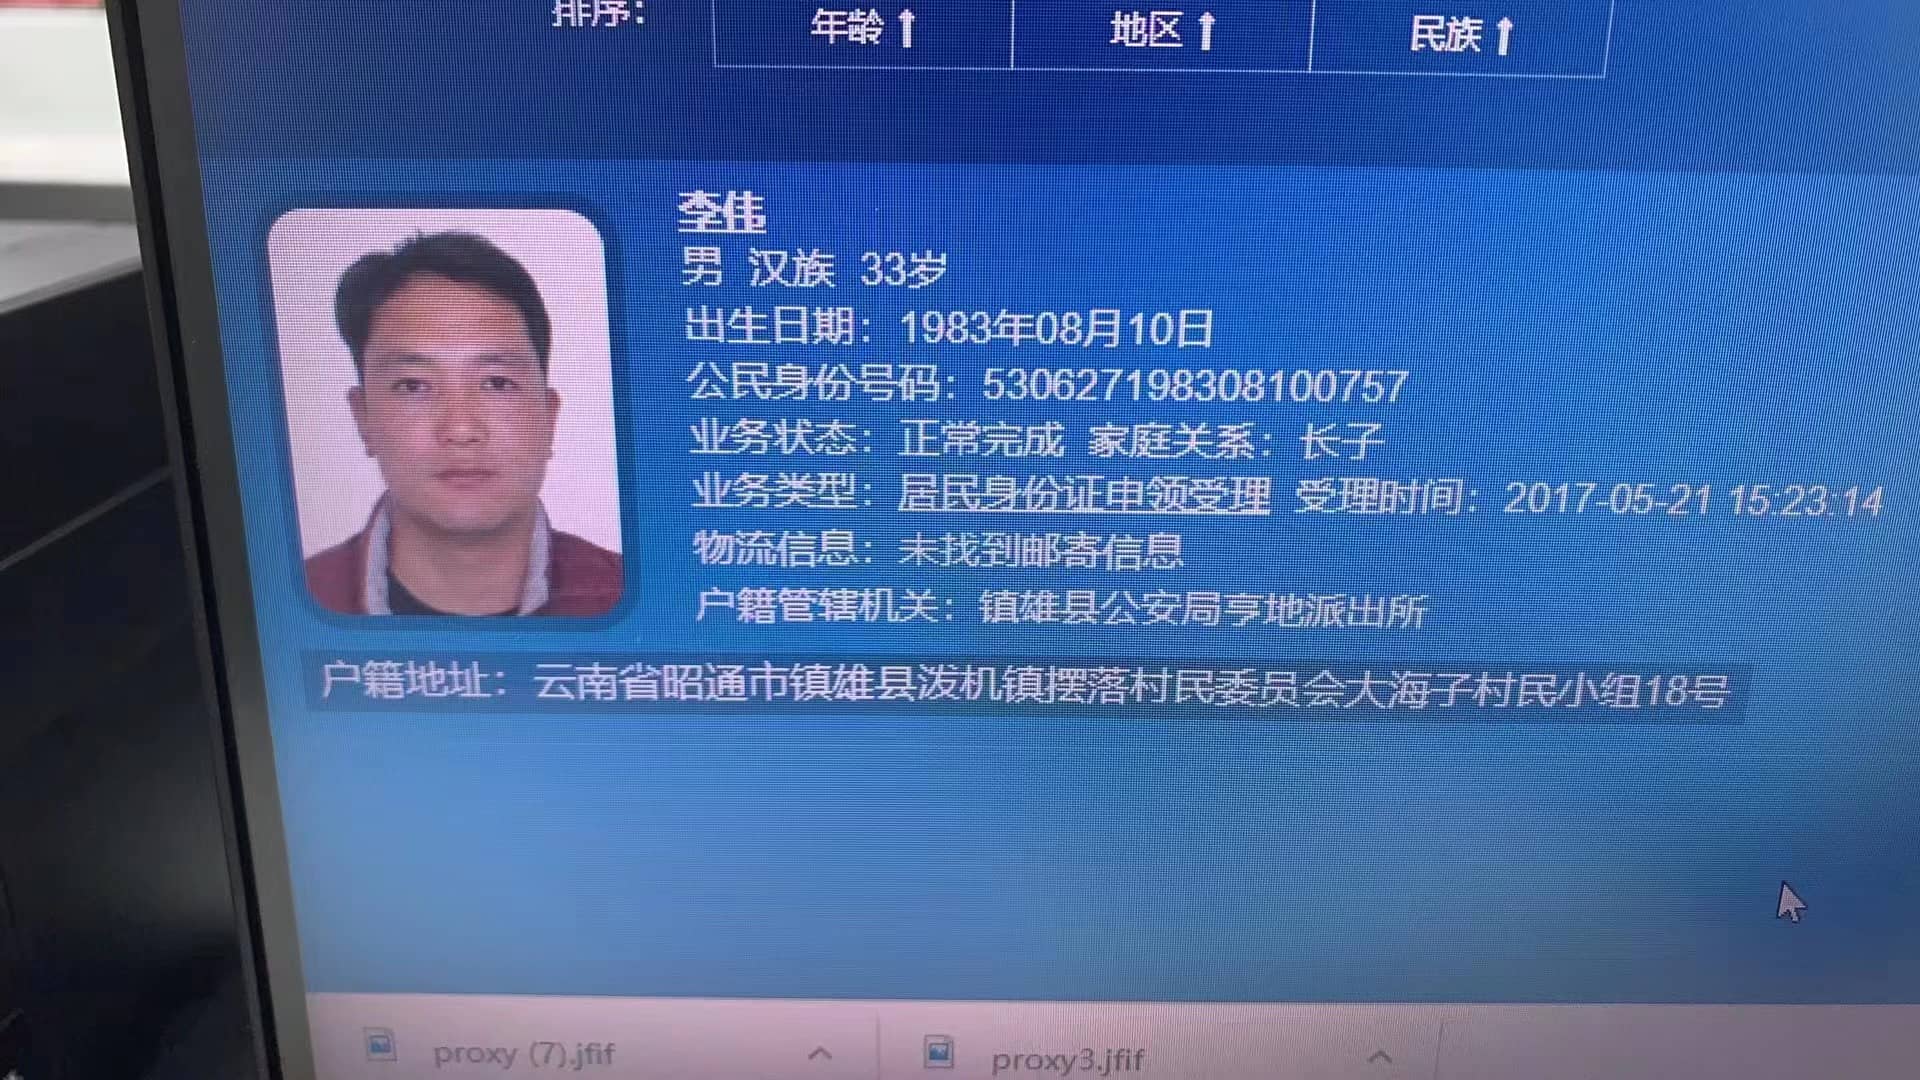 排序：
年龄↑ 地区↑ 民族↑
李伟
男 汉族 33岁
出生日期：1983年08月10日
公民身份号码：530627198308100757
业务状态：正常完成 家庭关系：长子
业务类型：居民身份证申领受理 受理时间：2017-05-21 15:23:14
物流信息：未找到邮寄信息
户籍管辖机关：镇雄县公安局亨地派出所
户籍地址：云南省昭通市镇雄县泼机镇摆落村民委员会大海子村民小组18号
proxy (7).jfif
proxy3.jfif